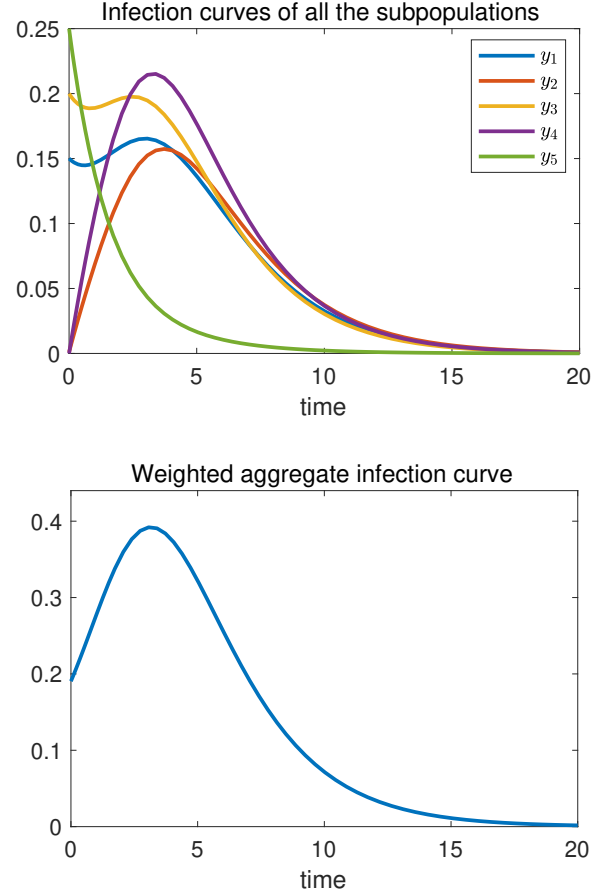 Infection curves of all the subpopulations
0.25
0.2
0.15
0.1
0.05
0
y1
y2
y3
y4
y5
0 5 10 15 20
time
Weighted aggregate infection curve
0.4
0.3
0.2
0.1
0
0 5 10 15 20
time